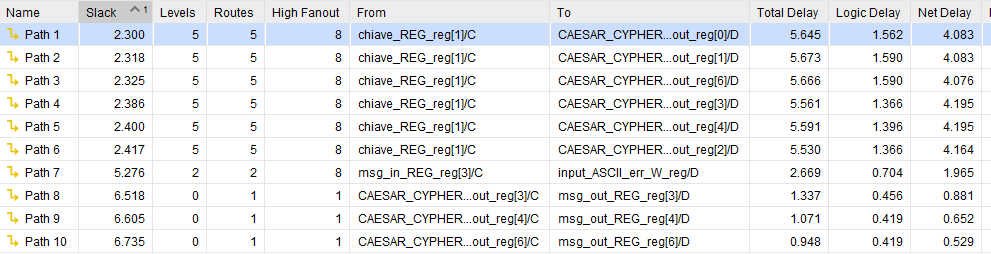 Name Slack 1 Levels Routes High Fanout From To Total Delay Logic Delay Net Delay
Path 1 2.300 5 5 8 chiave_REG_reg[1]/C CAESAR_CYPHER...out_reg[0]/D 5.645 1.562 4.083
Path 2 2.318 5 5 8 chiave_REG_reg[1]/C CAESAR_CYPHER...out_reg[1]/D 5.673 1.590 4.083
Path 3 2.325 5 5 8 chiave_REG_reg[1]/C CAESAR_CYPHER...out_reg[6]/D 5.666 1.590 4.076
Path 4 2.386 5 5 8 chiave_REG_reg[1]/C CAESAR_CYPHER...out_reg[3]/D 5.561 1.366 4.195
Path 5 2.400 5 5 8 chiave_REG_reg[1]/C CAESAR_CYPHER...out_reg[4]/D 5.591 1.396 4.195
Path 6 2.417 5 5 8 chiave_REG_reg[1]/C CAESAR_CYPHER...out_reg[2]/D 5.530 1.366 4.164
Path 7 5.276 2 2 8 msg_in_REG_reg[3]/C input_ASCII_err_W_reg/D 2.669 0.704 1.965
Path 8 6.518 0 1 1 CAESAR_CYPHER...out_reg[3]/C msg_out_REG_reg[3]/D 1.337 0.456 0.881
Path 9 6.605 0 1 1 CAESAR_CYPHER...out_reg[4]/C msg_out_REG_reg[4]/D 1.071 0.419 0.652
Path 10 6.735 0 1 1 CAESAR_CYPHER...out_reg[6]/C msg_out_REG_reg[6]/D 0.948 0.419 0.529